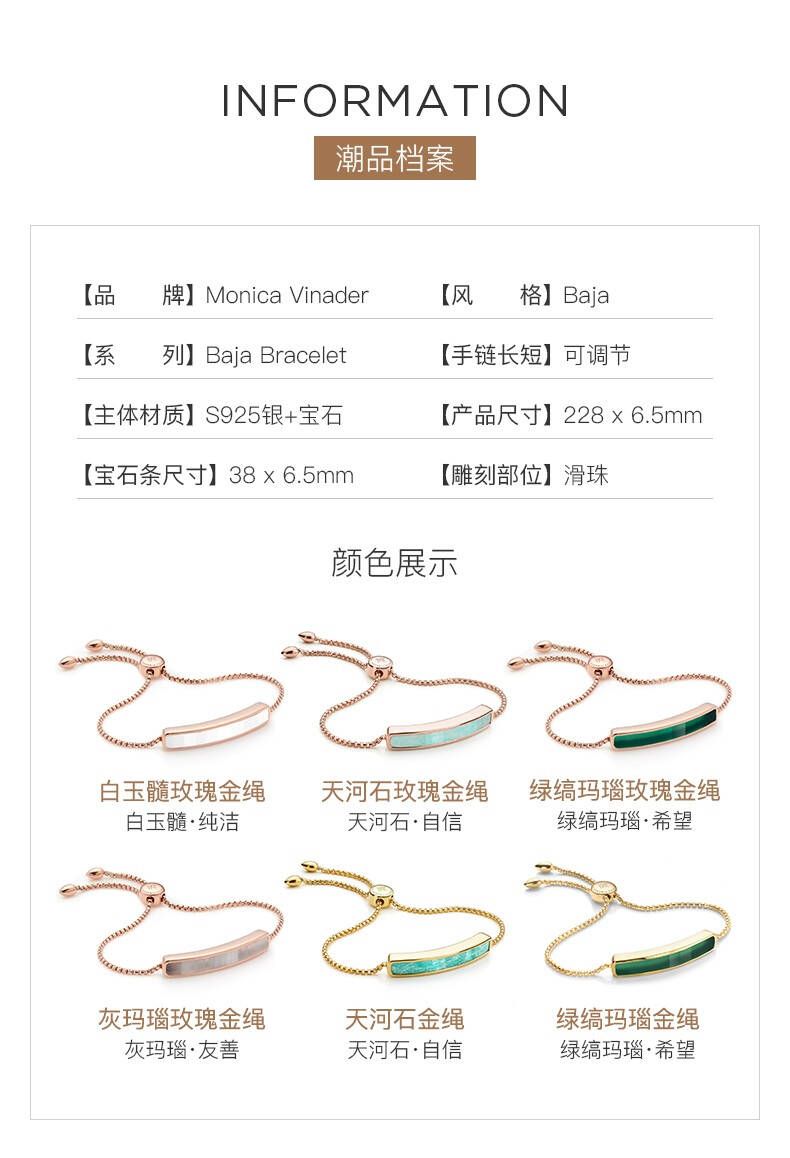 INFORMATION
潮品档案
【品 牌】Monica Vinader 【风 格】Baja
【系 列】Baja Bracelet 【手链长短】可调节
【主体材质】S925银+宝石 【产品尺寸】228 x 6.5mm
【宝石条尺寸】38 x 6.5mm 【雕刻部位】滑珠
颜色展示
白玉髓玫瑰金绳 天河石玫瑰金绳 绿缟玛瑙玫瑰金绳
白玉髓·纯洁 天河石·自信 绿缟玛瑙·希望
灰玛瑙玫瑰金绳 天河石金绳 绿缟玛瑙金绳
灰玛瑙·友善 天河石·自信 绿缟玛瑙·希望